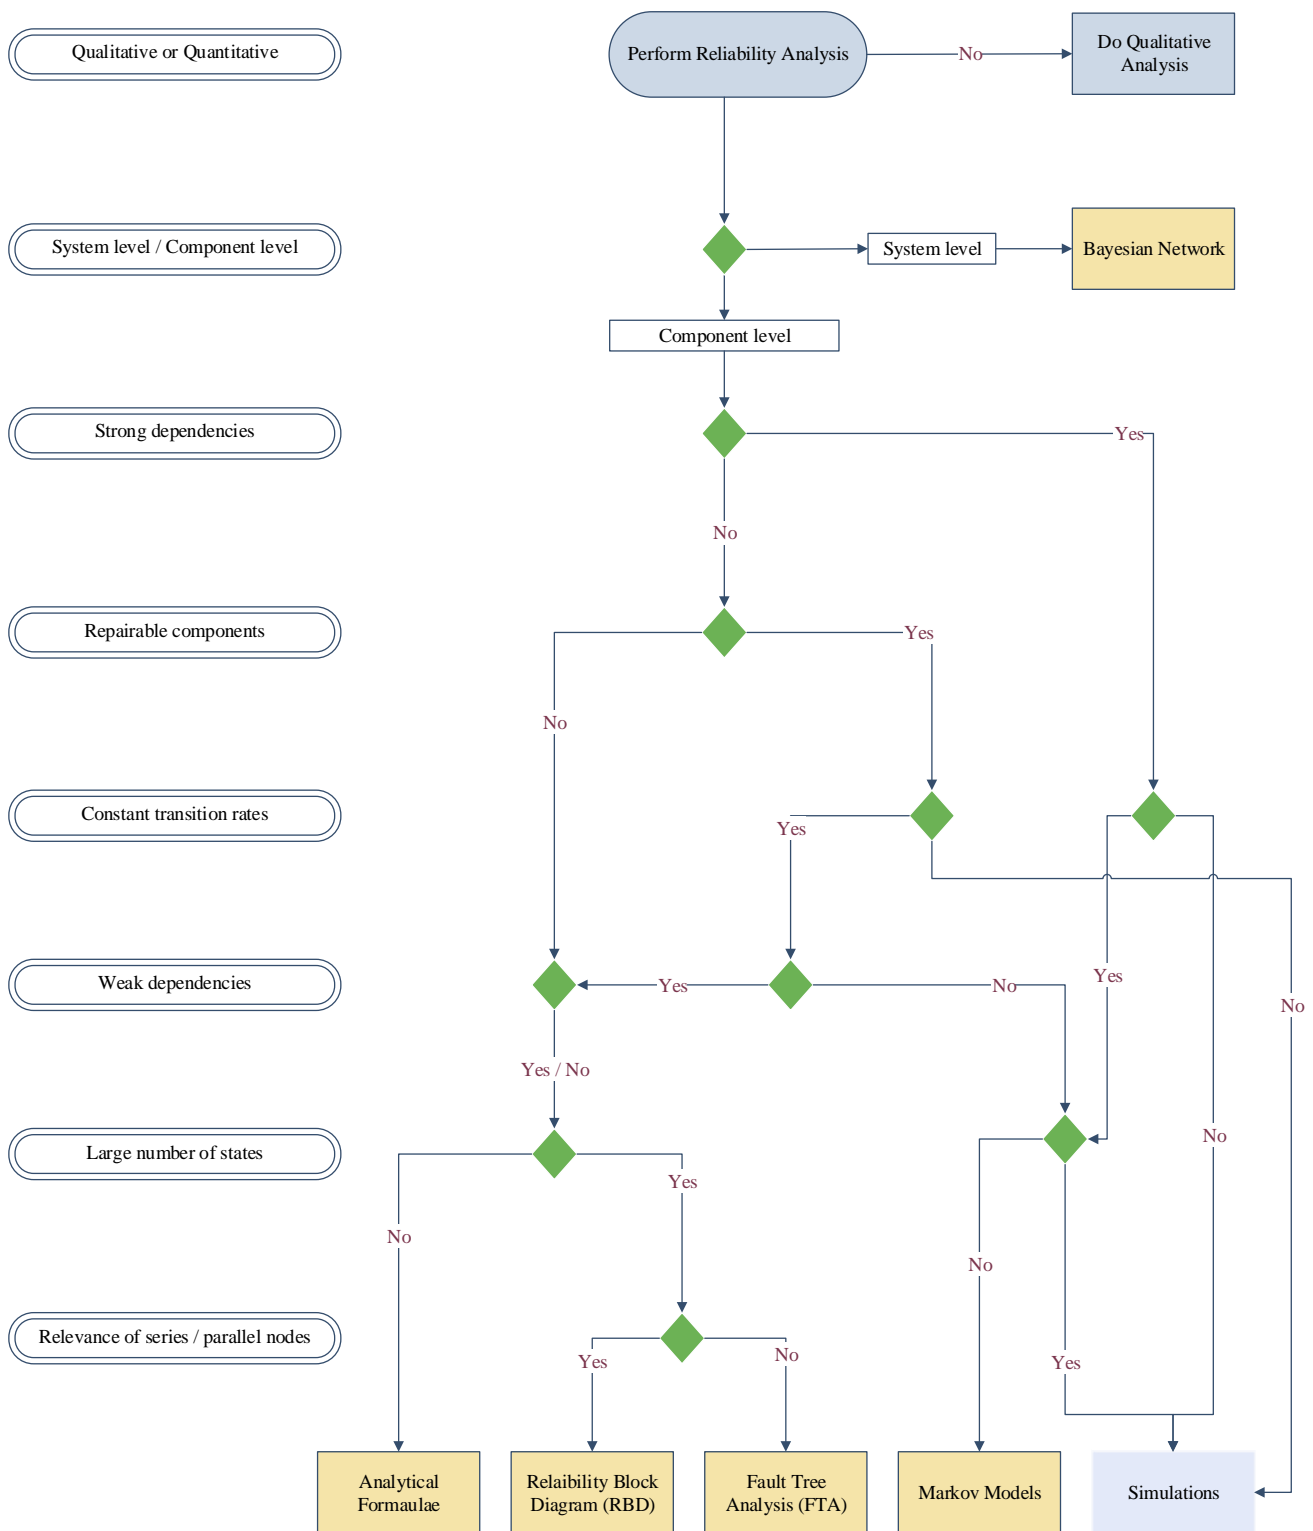 Qualitative or Quantitative
Perform Reliability Analysis
No
Do Qualitative
Analysis
System level / Component level
System level
Bayesian Network
Component level
Strong dependencies
Yes
No
Repairable components
Yes
No
Constant transition rates
Yes
Weak dependencies
Yes
No
Yes
No
Yes / No
Large number of states
No
Yes
No
No
Relevance of series / parallel nodes
Yes
No
Yes
Analytical
Formaulae
Relaibility Block
Diagram (RBD)
Fault Tree
Analysis (FTA)
Markov Models
Simulations